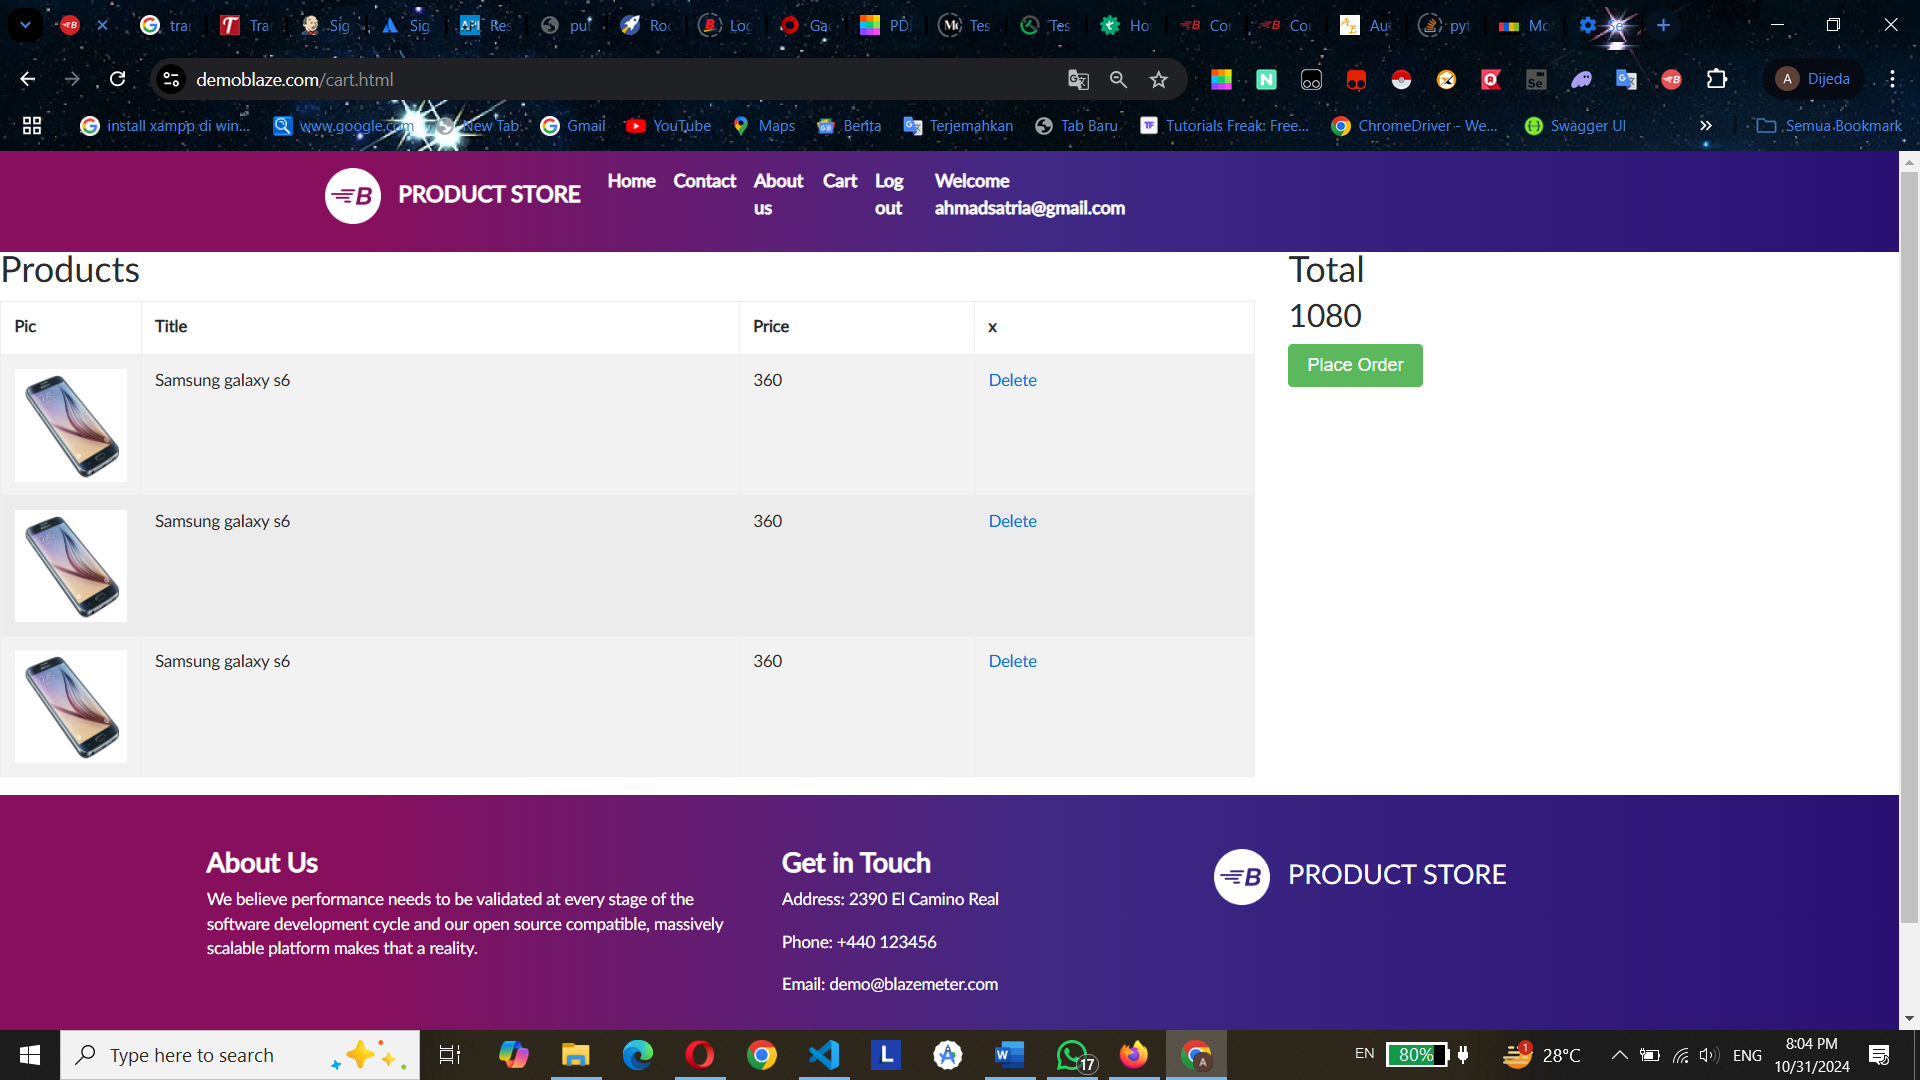 tra
Tra
Sig
Sig
Res
pu
Roc
Log
Ga
PD
Tes
Tes
Ho
Co
Co
Au
pyt
Mo
demoblaze.com/cart.html
Dijeda
install xampp di win...
www.google.com
New Tab
Gmail
YouTube
Maps
Berita
Terjemahkan
Tab Baru
Tutorials Freak: Free...
ChromeDriver - We...
Swagger UI
»
Semua Bookmark
PRODUCT STORE
Home
Contact
About us
Cart
Log out
Welcome ahmadsatria@gmail.com
Products
Total
1080
Place Order
Pic Title Price x
Samsung galaxy s6 360 Delete
Samsung galaxy s6 360 Delete
Samsung galaxy s6 360 Delete
About Us
We believe performance needs to be validated at every stage of the
software development cycle and our open source compatible, massively
scalable platform makes that a reality.
Get in Touch
Address: 2390 El Camino Real
Phone: +440 123456
Email: demo@blazemeter.com
PRODUCT STORE
Type here to search
17
EN
80%
1
28°C
ENG
8:04 PM
10/31/2024